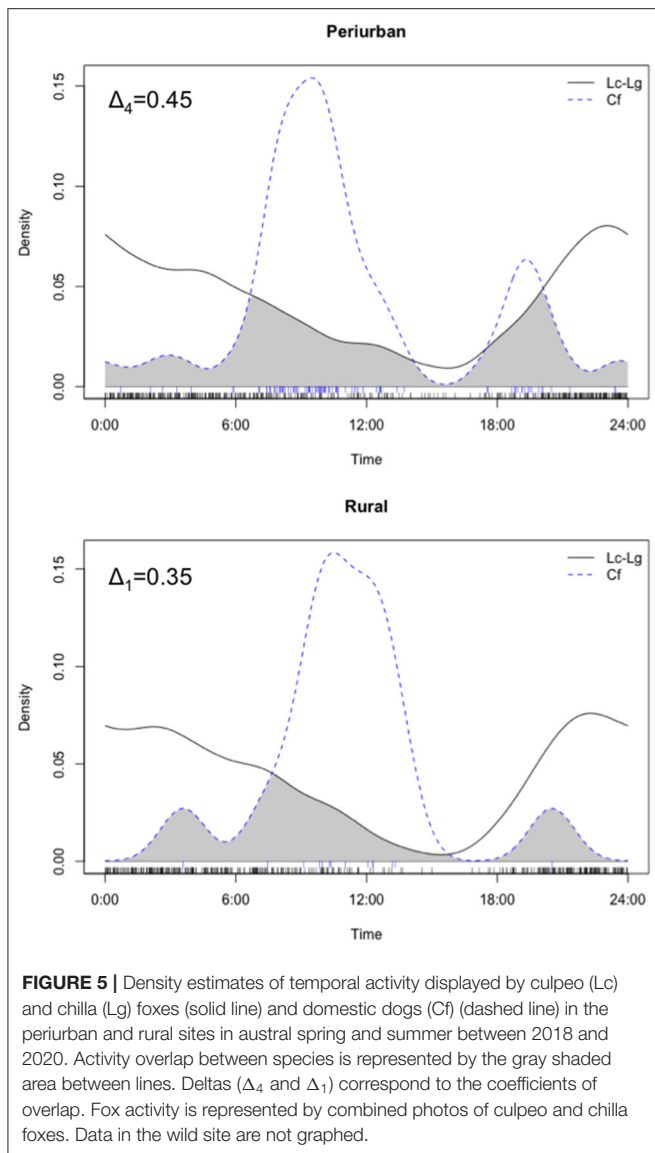 Periurban
Δ4=0.45
Lc-Lg
Cf
Density
0.15
0.10
0.05
0.00
0:00 6:00 12:00 18:00 24:00
Time
Rural
Δ1=0.35
Lc-Lg
Cf
Density
0.15
0.10
0.05
0.00
0:00 6:00 12:00 18:00 24:00
Time
FIGURE 5 | Density estimates of temporal activity displayed by culpeo (Lc)
and chilla (Lg) foxes (solid line) and domestic dogs (Cf) (dashed line) in the
periurban and rural sites in austral spring and summer between 2018 and
2020. Activity overlap between species is represented by the gray shaded
area between lines. Deltas (Δ4 and Δ1) correspond to the coefficients of
overlap. Fox activity is represented by combined photos of culpeo and chilla
foxes. Data in the wild site are not graphed.